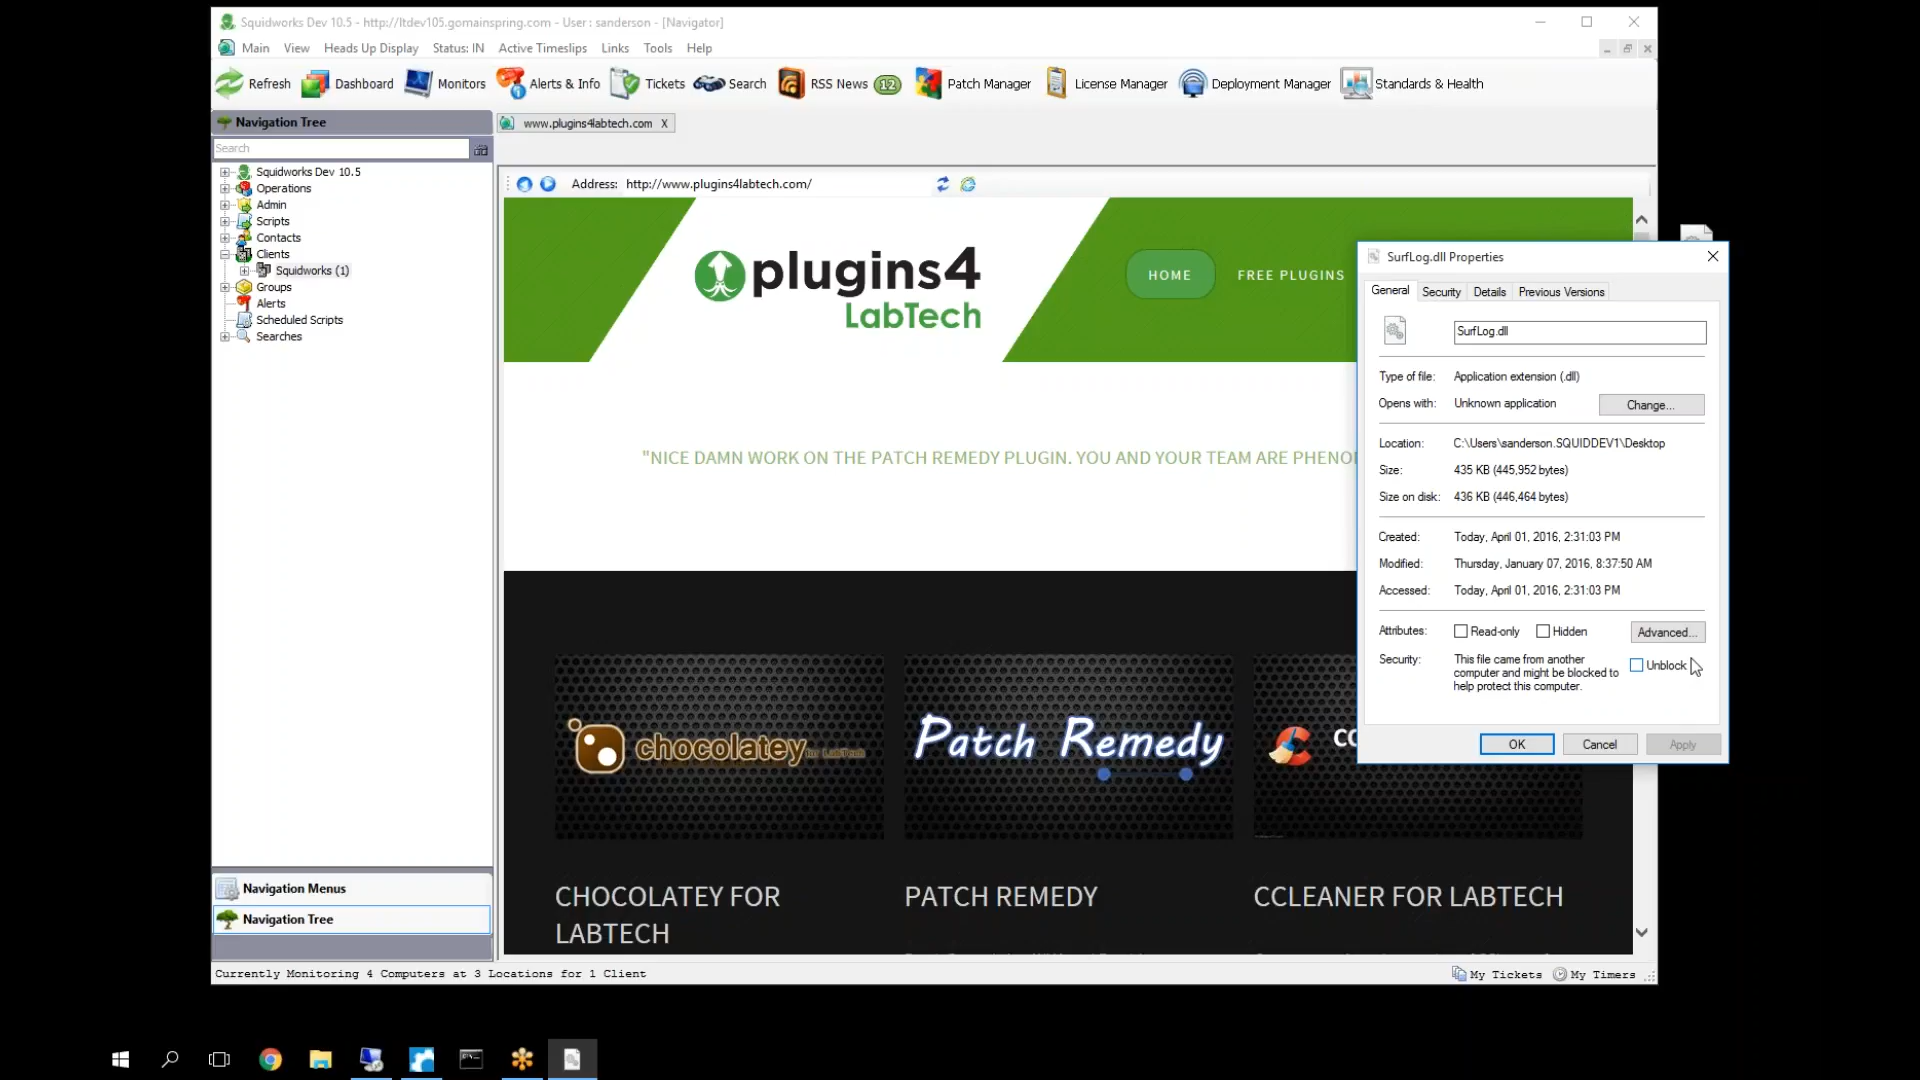 Squidworks Dev 10.5 - http://ltdev105.gomainspring.com - User : sanderson - [Navigator]
Main View Heads Up Display Status: IN Active Timeslips Links Tools Help
Refresh Dashboard Monitors Alerts & Info Tickets Search RSS News 12 Patch Manager License Manager Deployment Manager Standards & Health
Navigation Tree
www.plugins4labtech.com X
Search
Address: http://www.plugins4labtech.com/
Squidworks Dev 10.5
Operations
Admin
Scripts
Contacts
Clients
Squidworks (1)
Groups
Alerts
Scheduled Scripts
Searches
plugins4
LabTech
HOME FREE PLUGINS
"NICE DAMN WORK ON THE PATCH REMEDY PLUGIN. YOU AND YOUR TEAM ARE PHENO
chocolatey for LabTech
Patch Remedy
CHOCOLATEY FOR
LABTECH
PATCH REMEDY
CCLEANER FOR LABTECH
SurfLog.dll Properties
General Security Details Previous Versions
SurfLog.dll
Type of file: Application extension (.dll)
Opens with: Unknown application Change...
Location: C:\Users\sanderson.SQUIDDEV1\Desktop
Size: 435 KB (445,952 bytes)
Size on disk: 436 KB (446,464 bytes)
Created: Today, April 01, 2016, 2:31:03 PM
Modified: Thursday, January 07, 2016, 8:37:50 AM
Accessed: Today, April 01, 2016, 2:31:03 PM
Attributes: Read-only Hidden Advanced...
Security: This file came from another
computer and might be blocked to
help protect this computer.
Unblock
OK Cancel Apply
Navigation Menus
Navigation Tree
Currently Monitoring 4 Computers at 3 Locations for 1 Client
My Tickets My Timers